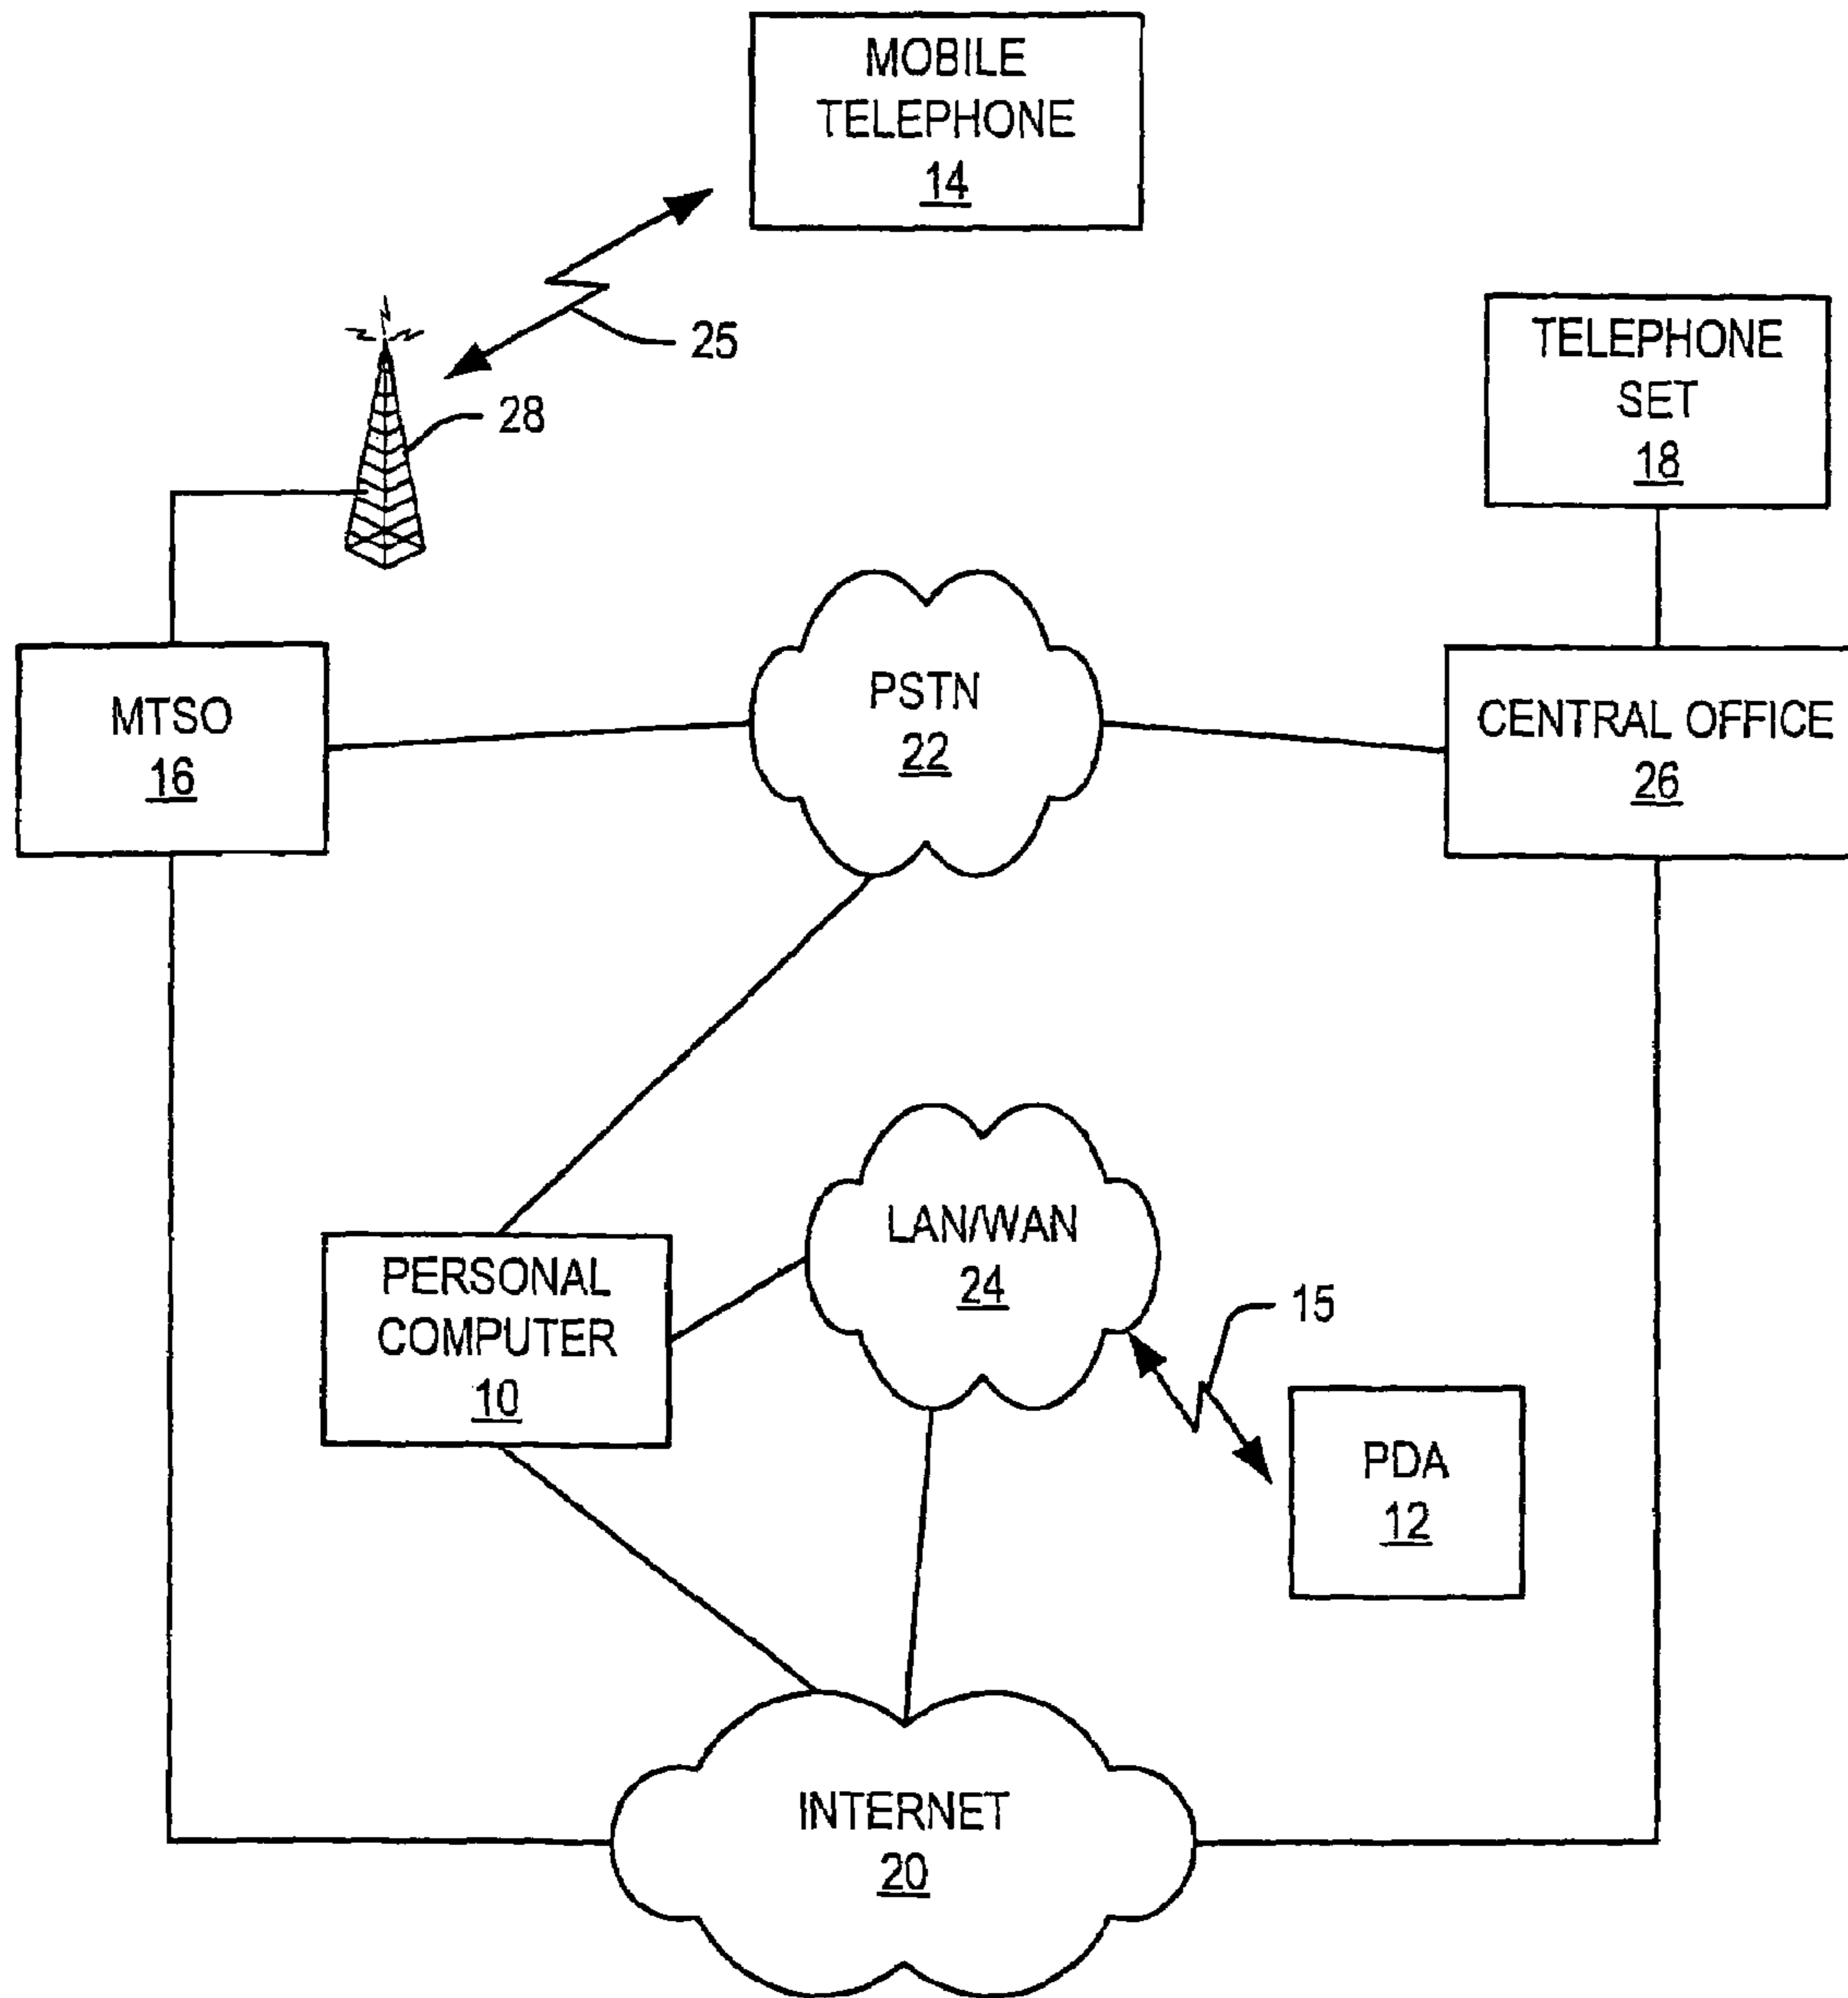 MOBILE
TELEPHONE
14
25
28
TELEPHONE
SET
18
MTSO
16
PSTN
22
CENTRAL OFFICE
26
PERSONAL
COMPUTER
10
LAN/WAN
24
15
PDA
12
INTERNET
20